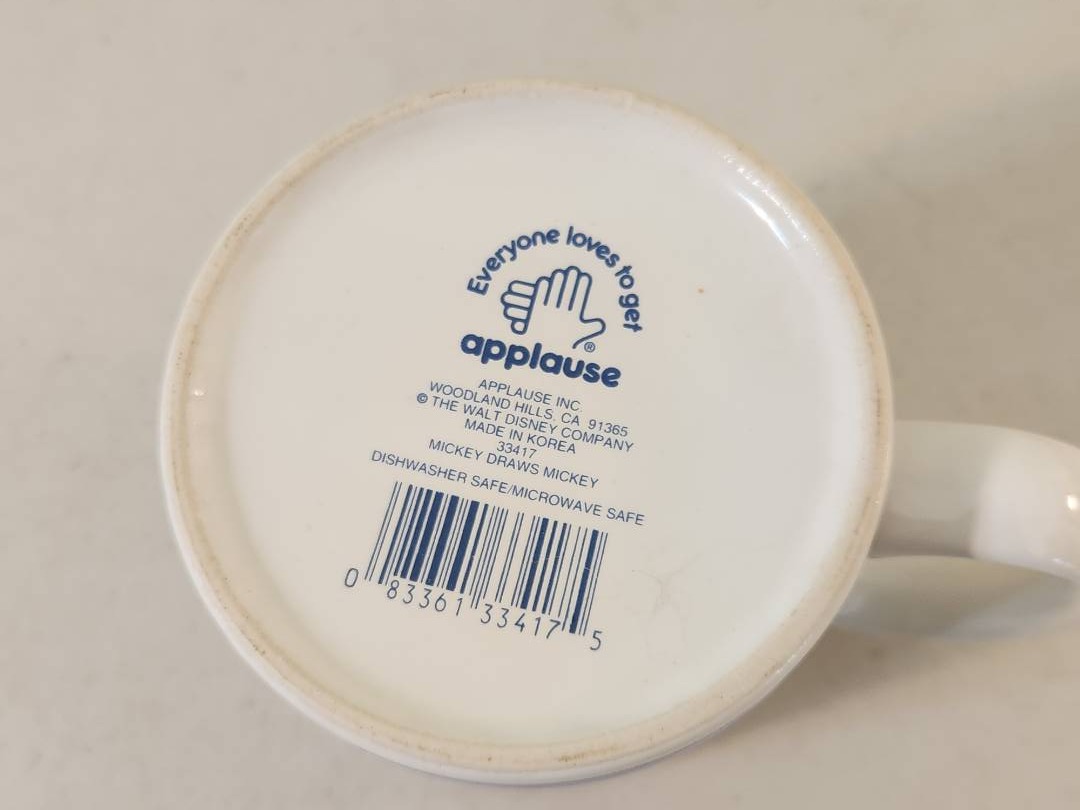 Everyone loves to get
®
applause
APPLAUSE INC.
WOODLAND HILLS, CA 91365
© THE WALT DISNEY COMPANY
MADE IN KOREA
33417
MICKEY DRAWS MICKEY
DISHWASHER SAFE/MICROWAVE SAFE
0 83361 33417 5